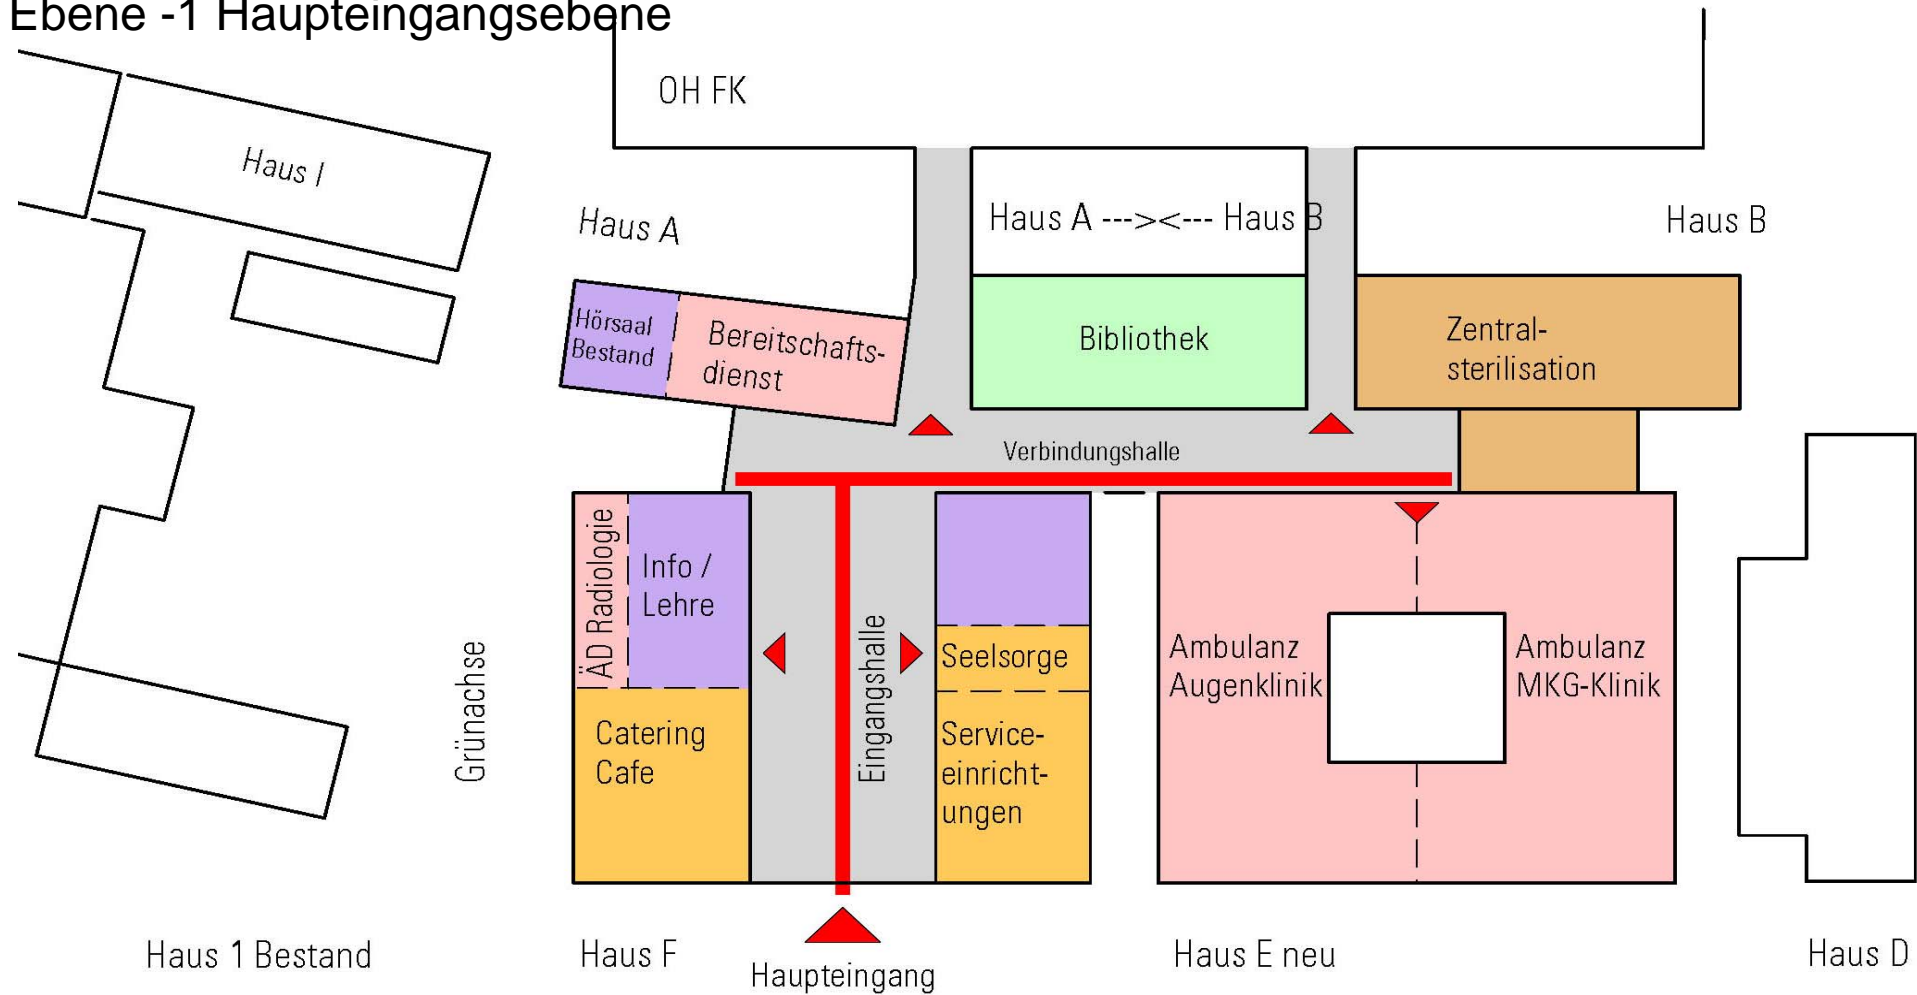 Ebene -1 Haupteingangsebene
OH FK
Haus I
Haus A
Haus A ---><--- Haus B
Haus B
Hörsaal
Bestand
Bereitschafts-
dienst
Bibliothek
Zentral-
sterilisation
Verbindungshalle
ÄD Radiologie
Info /
Lehre
Eingangshalle
Seelsorge
Ambulanz
Augenklinik
Ambulanz
MKG-Klinik
Grünachse
Catering
Cafe
Service-
einricht-
ungen
Haus 1 Bestand
Haus F
Haupteingang
Haus E neu
Haus D